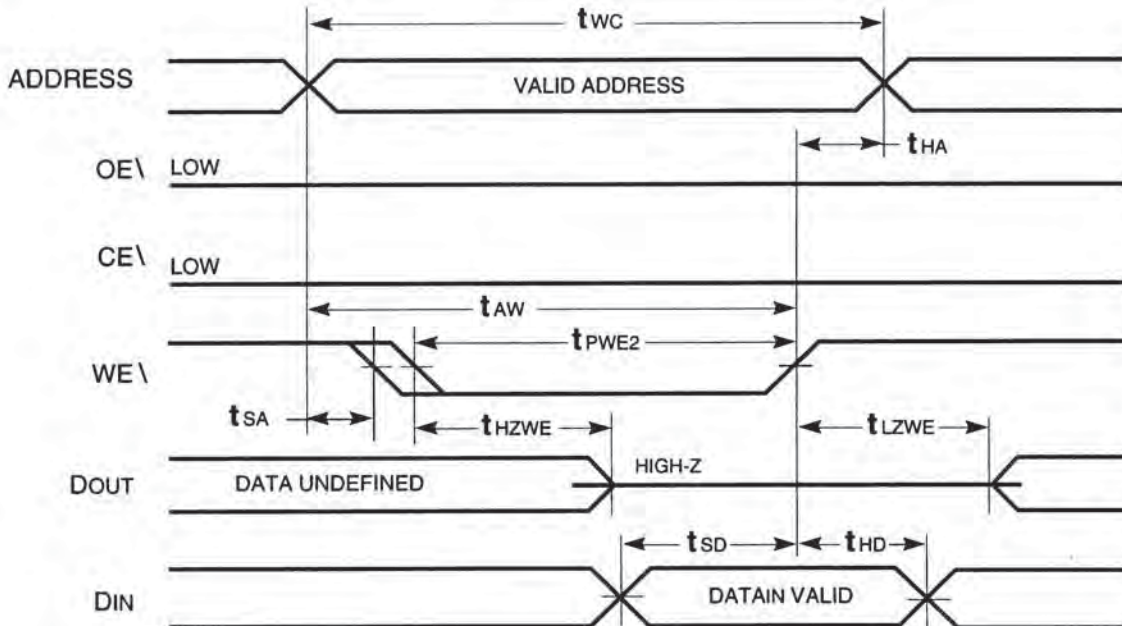 tWC
ADDRESS
VALID ADDRESS
tHA
OE\ LOW
CE\ LOW
tAW
tPWE2
WE\
tSA
tHZWE
tLZWE
HIGH-Z
DOUT
DATA UNDEFINED
tSD
tHD
DIN
DATAIN VALID